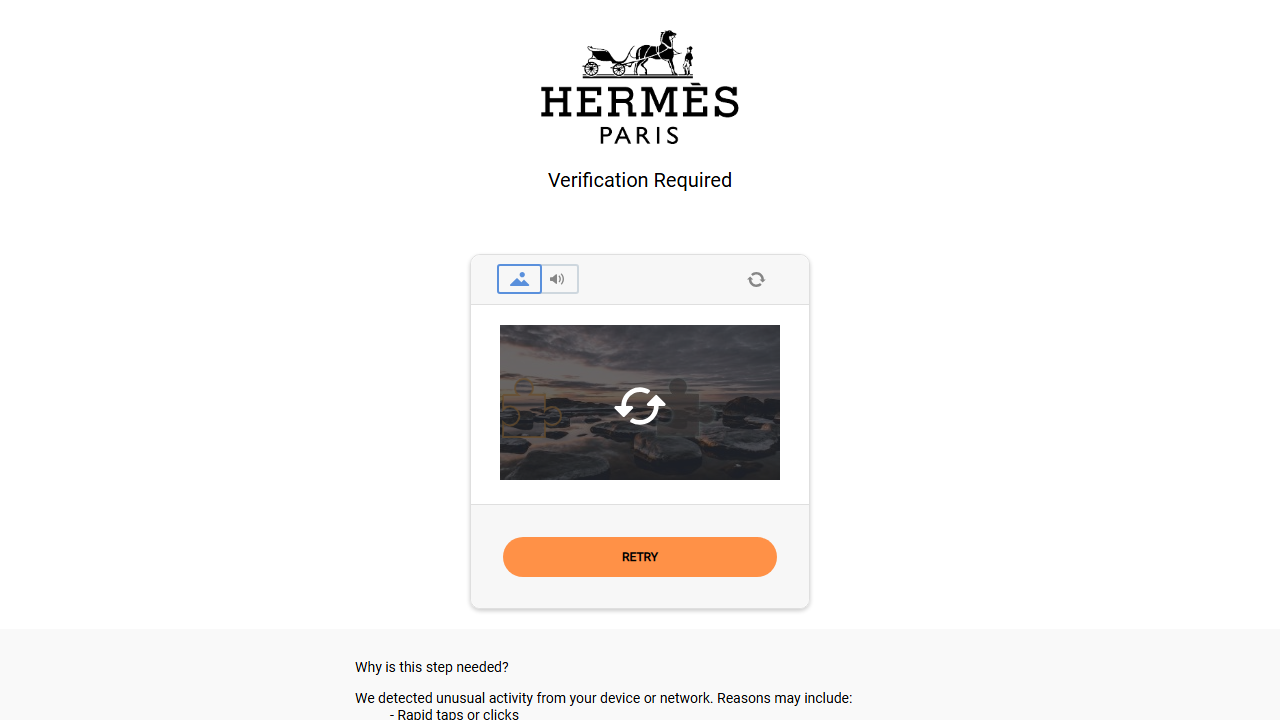 HERMÈS
PARIS
Verification Required
RETRY
Why is this step needed?
We detected unusual activity from your device or network. Reasons may include:
- Rapid taps or clicks